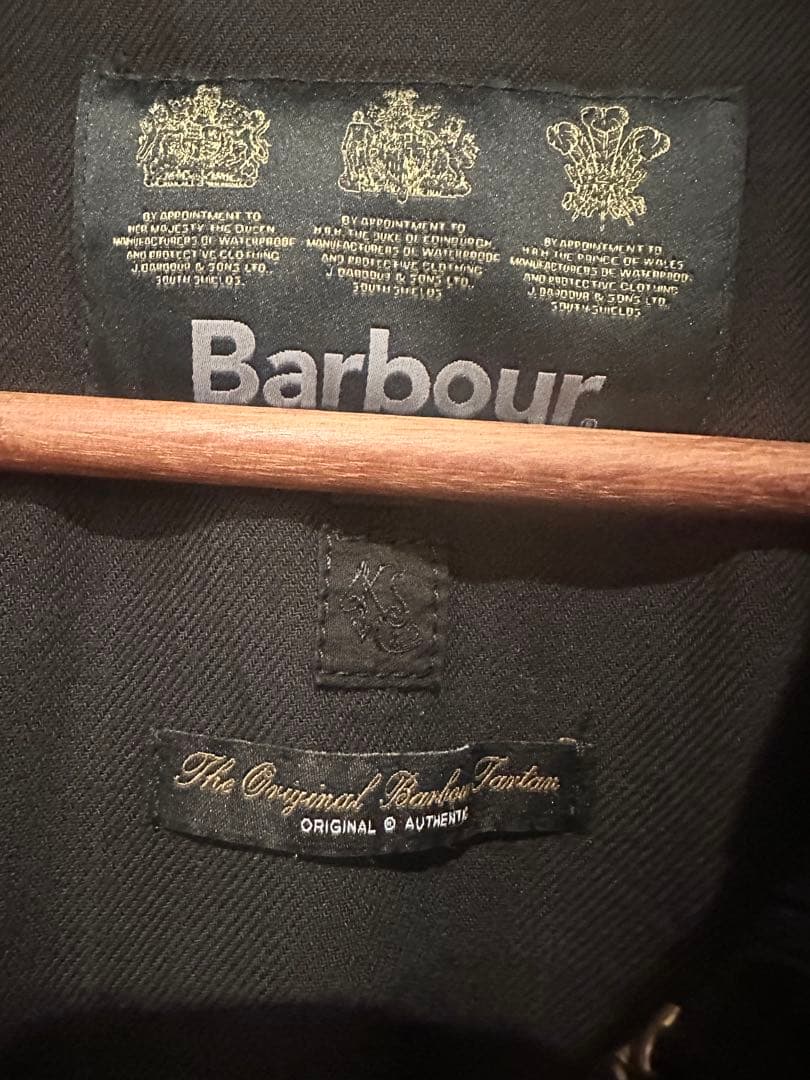 BY APPOINTMENT TO
HER MAJESTY THE QUEEN
MANUFACTURERS OF WATERPROOF
AND PROTECTIVE CLOTHING
J. BARBOUR & SONS LTD.
SOUTH SHIELDS.
BY APPOINTMENT TO
H.R.H. THE DUKE OF EDINBURGH
MANUFACTURERS OF WATERPROOF
AND PROTECTIVE CLOTHING
J. BARBOUR & SONS LTD.
SOUTH SHIELDS
BY APPOINTMENT TO
H.R.H. THE PRINCE OF WALES
MANUFACTURERS OF WATERPROOF
AND PROTECTIVE CLOTHING
J. BARBOUR & SONS LTD.
SOUTH SHIELDS
Barbour®
The Original Barbour Tartan
ORIGINAL © AUTHENTIC